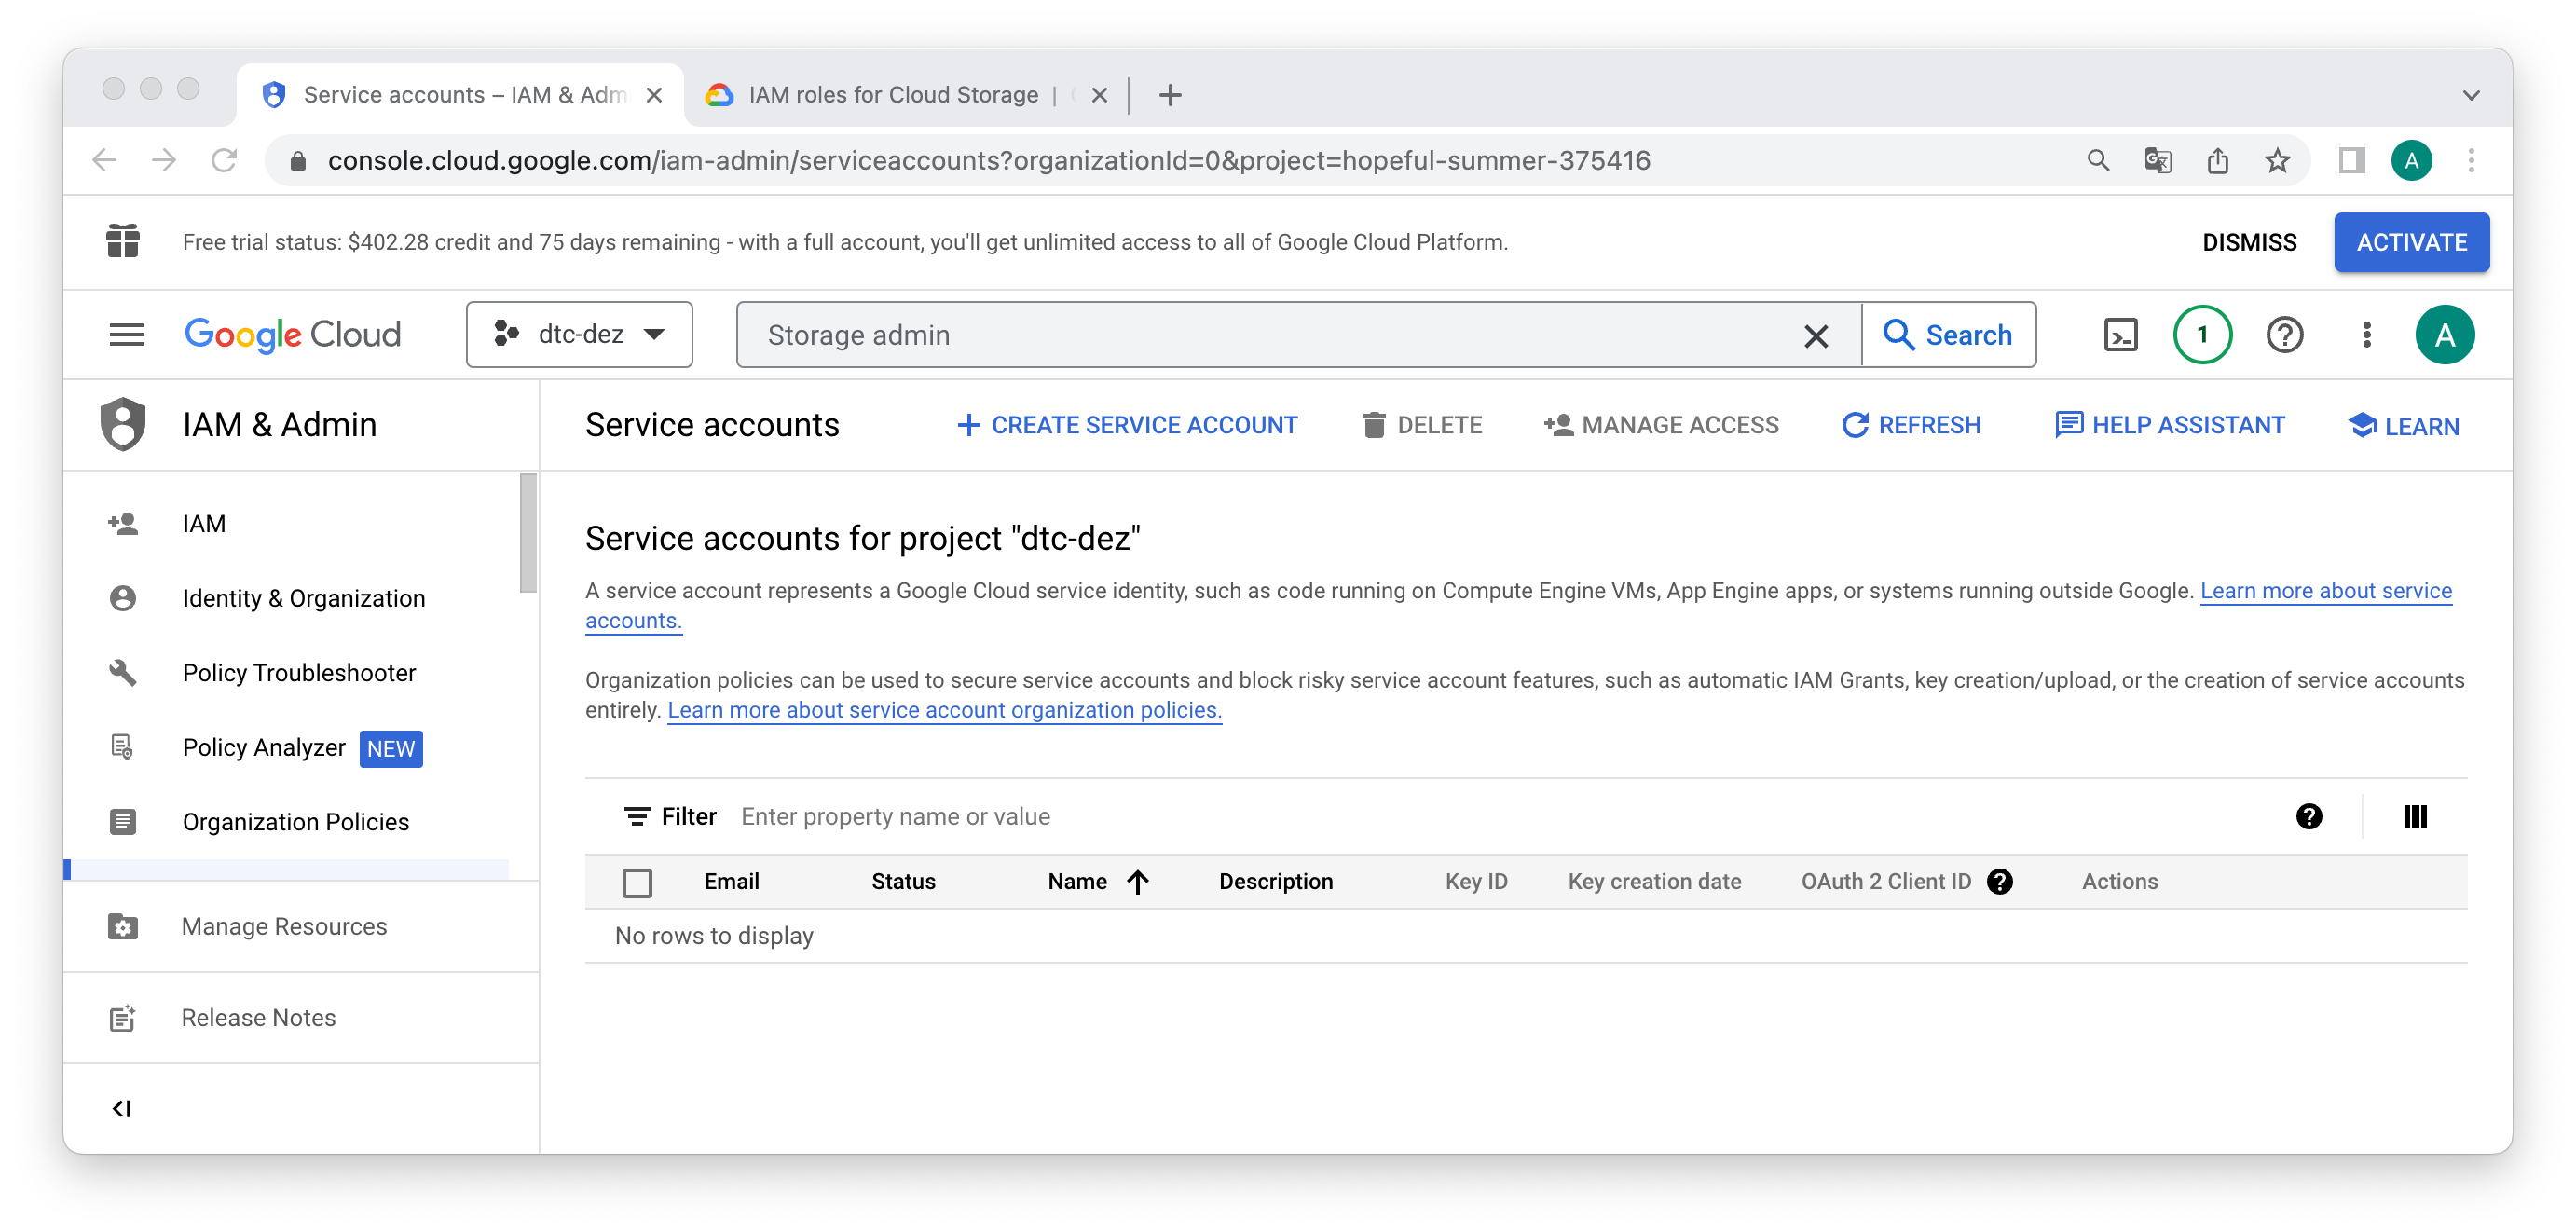 Service accounts – IAM & Adm
IAM roles for Cloud Storage |
console.cloud.google.com/iam-admin/serviceaccounts?organizationId=0&project=hopeful-summer-375416
A
Free trial status: $402.28 credit and 75 days remaining - with a full account, you'll get unlimited access to all of Google Cloud Platform.
DISMISS
ACTIVATE
Google Cloud
dtc-dez
Storage admin
Search
1
A
IAM & Admin
Service accounts
CREATE SERVICE ACCOUNT
DELETE
MANAGE ACCESS
REFRESH
HELP ASSISTANT
LEARN
IAM
Identity & Organization
Policy Troubleshooter
Policy Analyzer NEW
Organization Policies
Manage Resources
Release Notes
Service accounts for project "dtc-dez"
A service account represents a Google Cloud service identity, such as code running on Compute Engine VMs, App Engine apps, or systems running outside Google. Learn more about service
accounts.
Organization policies can be used to secure service accounts and block risky service account features, such as automatic IAM Grants, key creation/upload, or the creation of service accounts
entirely. Learn more about service account organization policies.
Filter Enter property name or value
Email Status Name Description Key ID Key creation date OAuth 2 Client ID Actions
No rows to display